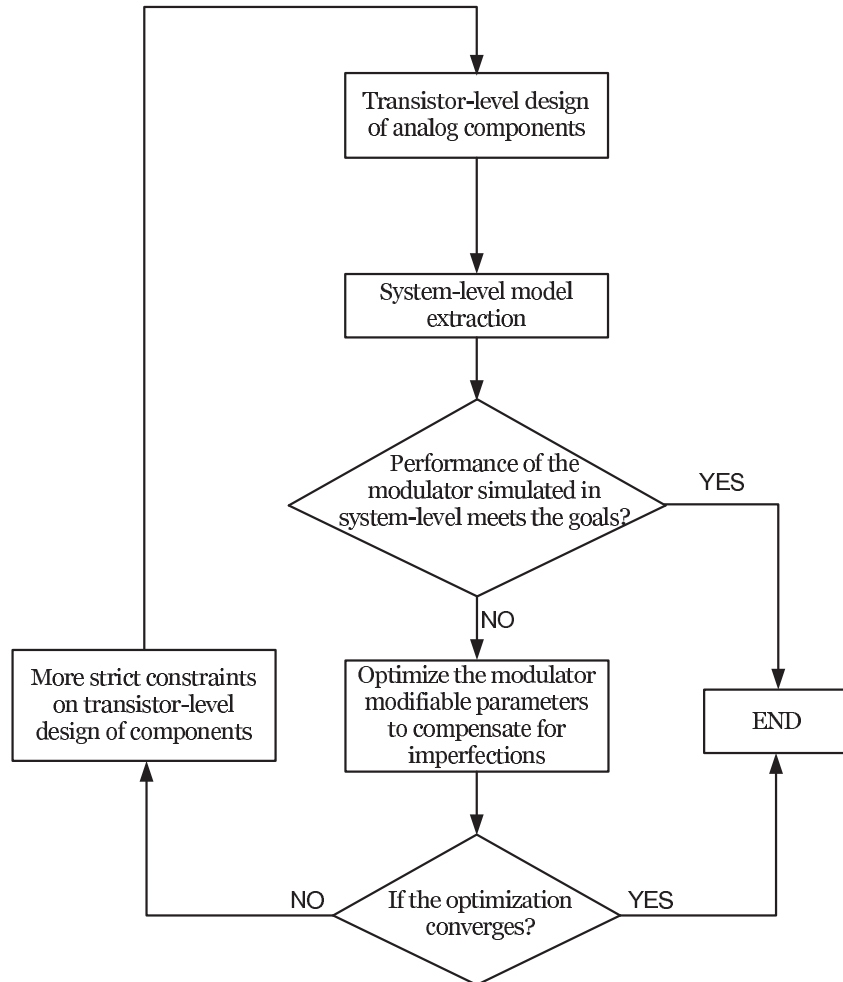 Transistor-level design
of analog components
System-level model
extraction
Performance of the
modulator simulated in
system-level meets the goals?
YES
NO
More strict constraints
on transistor-level
design of components
Optimize the modulator
modifiable parameters
to compensate for
imperfections
END
NO
If the optimization
converges?
YES